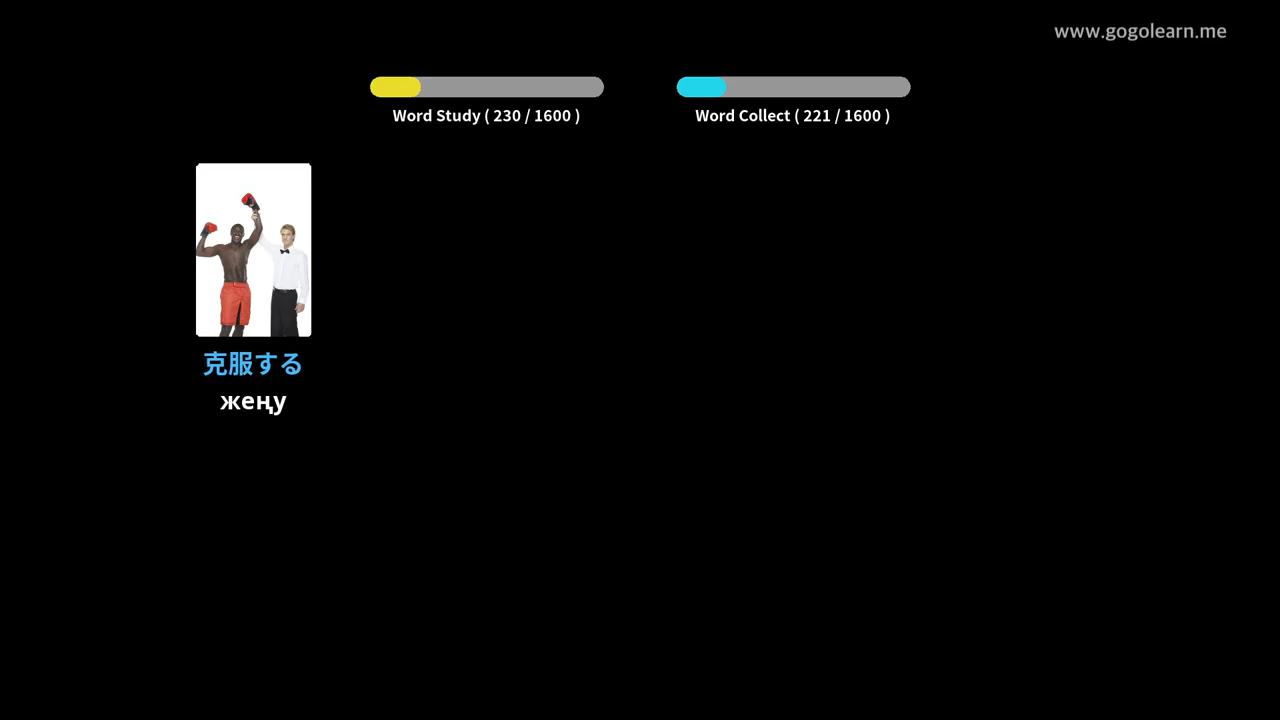 www.gogolearn.me
Word Study ( 230 / 1600 )
Word Collect ( 221 / 1600 )
克服する
жеңу